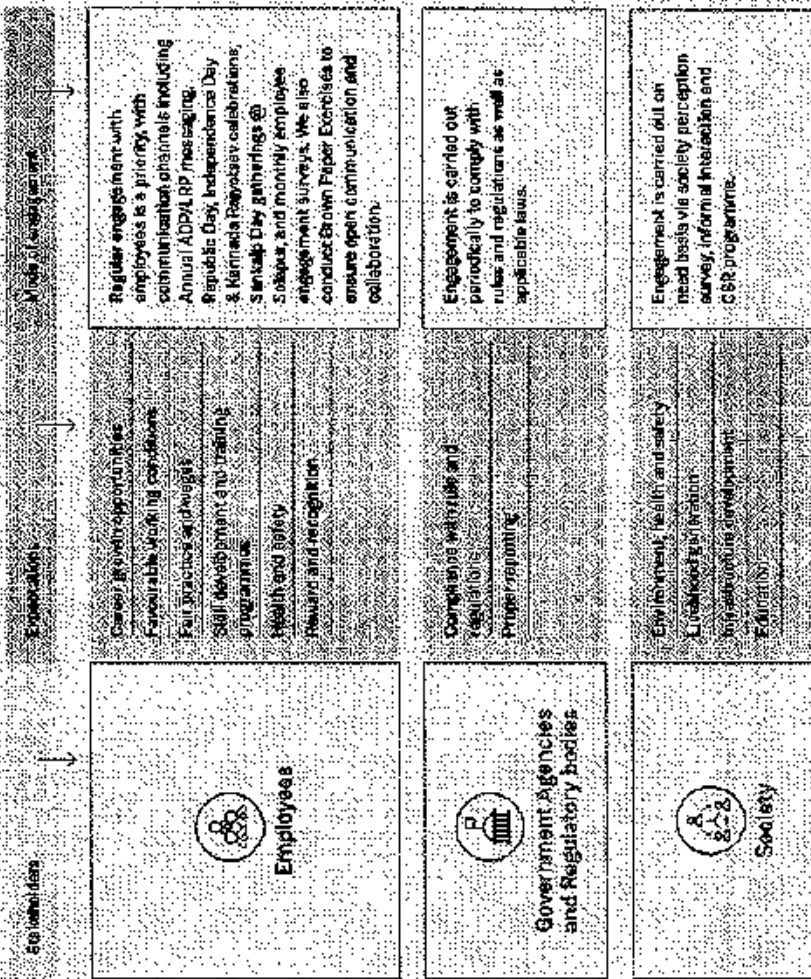 Stakeholders
Expectations
Mode of engagement
Employees
Career growth opportunities
Favourable working conditions
Fair practices and wages
Skill development and training
programmes
Health and safety
Reward and recognition
Regular engagement with
employees is a priority, with
communication channels including
Annual ADP/LRP messaging,
Republic Day, Independence Day
& Kannada Rajyotsav celebrations,
Sankalp Day gatherings @
Solapur, and monthly employee
engagement surveys. We also
conduct Brown Paper Exercises to
ensure open communication and
collaboration.
Government Agencies
and Regulatory bodies
Compliance with rule and
regulations
Proper reporting
Engagement is carried out
periodically to comply with
rules and regulations as well as
applicable laws.
Society
Environment, health and safety
Livelihood generation
Infrastructure development
Education
Engagement is carried out on
need basis via society perception
survey, informal interaction and
CSR programme.